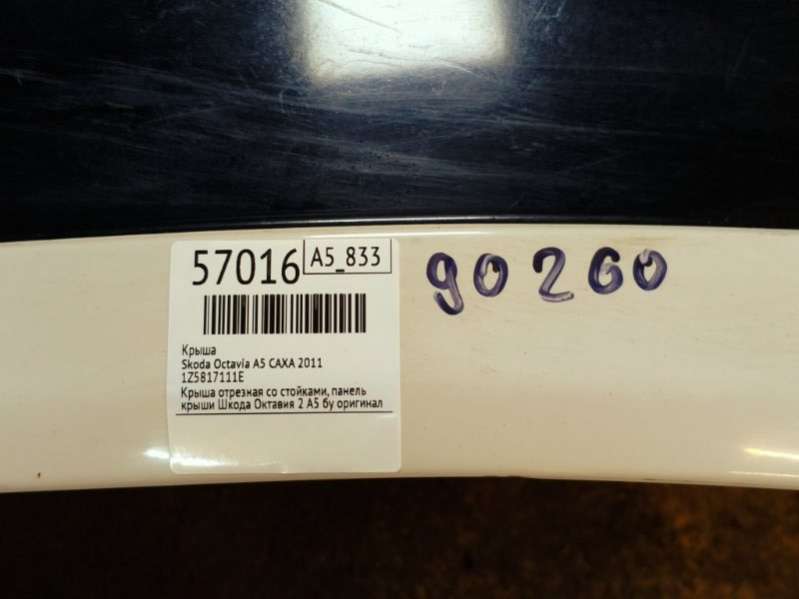 57016
A5_833
90260
Крыша
Skoda Octavia A5 CAXA 2011
1Z5817111E
Крыша отрезная со стойками, панель
крыши Шкода Октавия 2 А5 бу оригинал